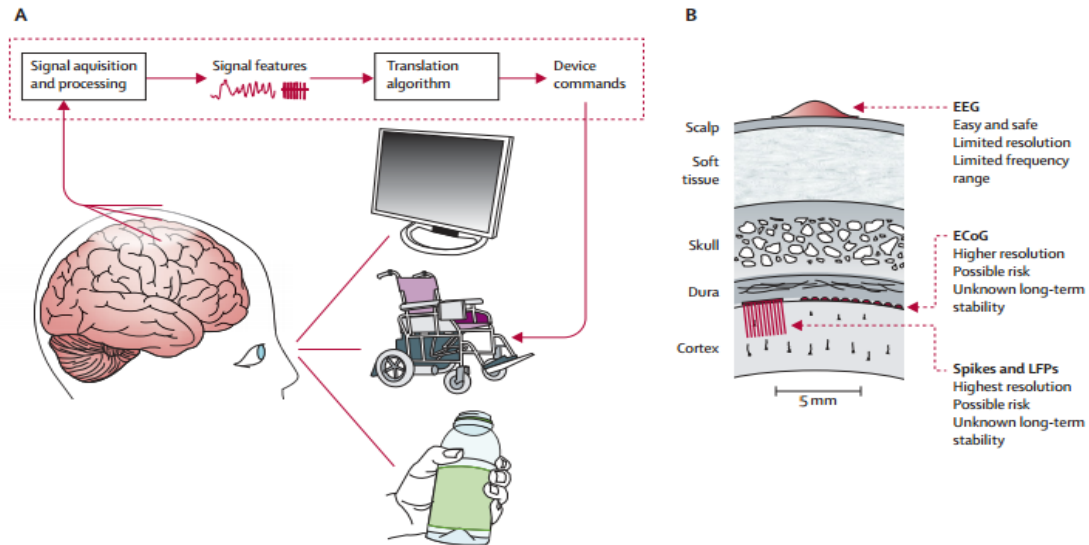 A
Signal aquisition
and processing
Signal features
Translation
algorithm
Device
commands
B
Scalp
Soft
tissue
Skull
Dura
Cortex
5 mm
EEG
Easy and safe
Limited resolution
Limited frequency
range
ECoG
Higher resolution
Possible risk
Unknown long-term
stability
Spikes and LFPs
Highest resolution
Possible risk
Unknown long-term
stability